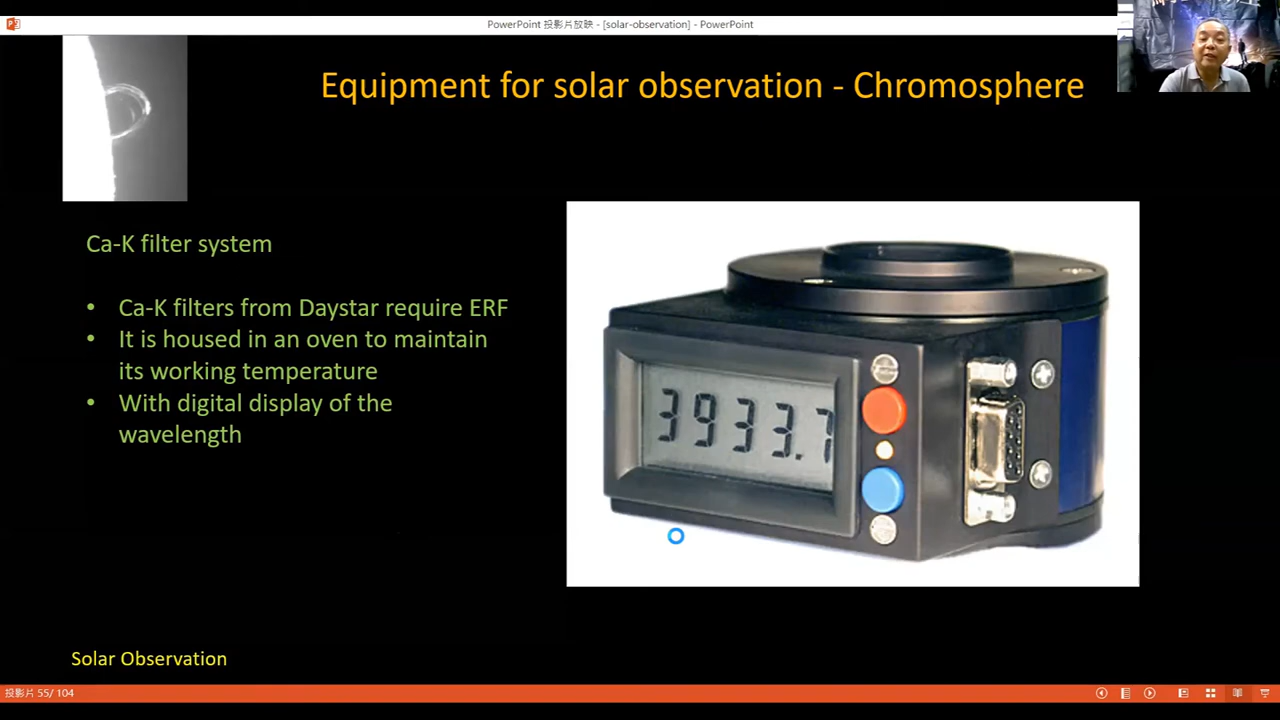 PowerPoint 投影片放映 - [solar-observation] - PowerPoint
Equipment for solar observation - Chromosphere
Ca-K filter system
• Ca-K filters from Daystar require ERF
• It is housed in an oven to maintain
its working temperature
• With digital display of the
wavelength
3933.7
Solar Observation
投影片 55/ 104